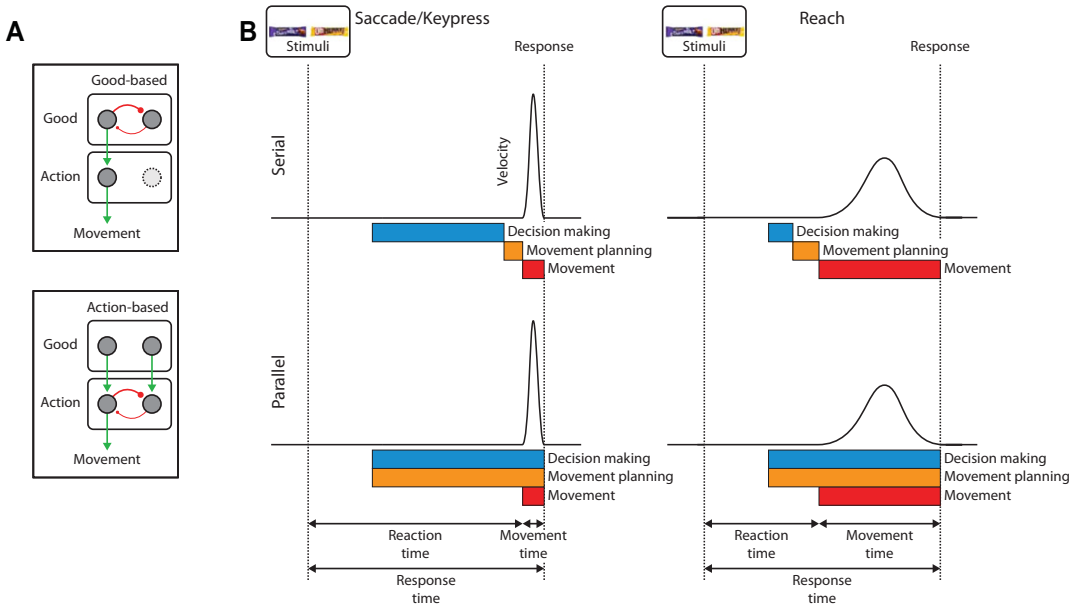 A
Good-based
Good
Action
Movement
Action-based
Good
Action
Movement
B
Saccade/Keypress
Reach
Stimuli
Response
Stimuli
Response
Serial
Velocity
Decision making
Movement planning
Movement
Decision making
Movement planning
Movement
Parallel
Decision making
Movement planning
Movement
Decision making
Movement planning
Movement
Reaction
time
Movement
time
Response
time
Reaction
time
Movement
time
Response
time